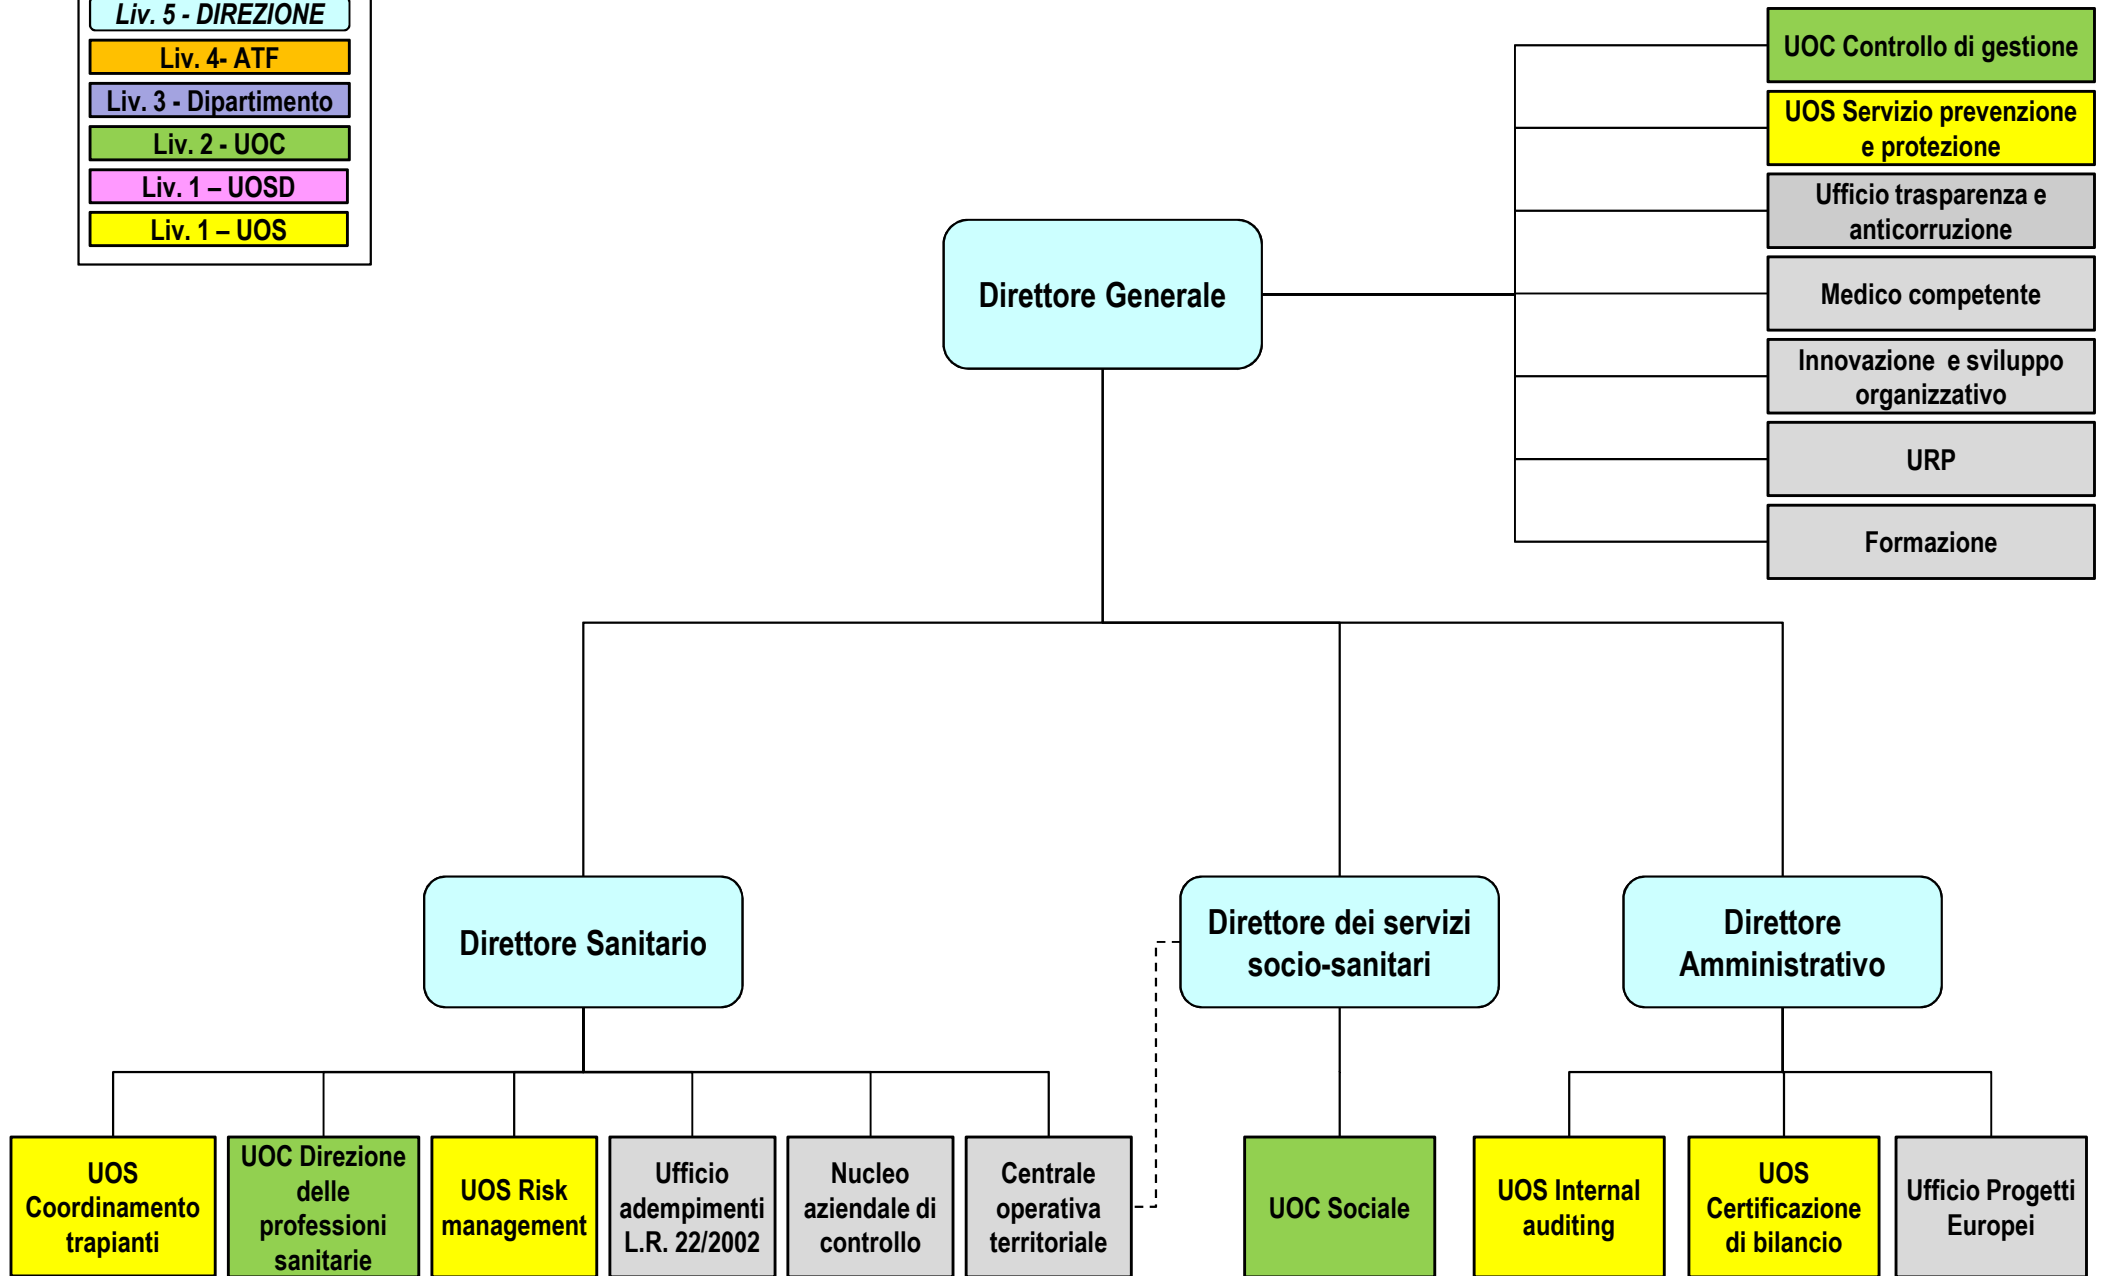 Liv. 5 - DIREZIONE
Liv. 4- ATF
Liv. 3 - Dipartimento
Liv. 2 - UOC
Liv. 1 – UOSD
Liv. 1 – UOS
UOC Controllo di gestione
UOS Servizio prevenzione
e protezione
Ufficio trasparenza e
anticorruzione
Medico competente
Innovazione e sviluppo
organizzativo
URP
Formazione
Direttore Generale
Direttore Sanitario
Direttore dei servizi
socio-sanitari
Direttore
Amministrativo
UOS
Coordinamento
trapianti
UOC Direzione
delle
professioni
sanitarie
UOS Risk
management
Ufficio
adempimenti
L.R. 22/2002
Nucleo
aziendale di
controllo
Centrale
operativa
territoriale
UOC Sociale
UOS Internal
auditing
UOS
Certificazione
di bilancio
Ufficio Progetti
Europei